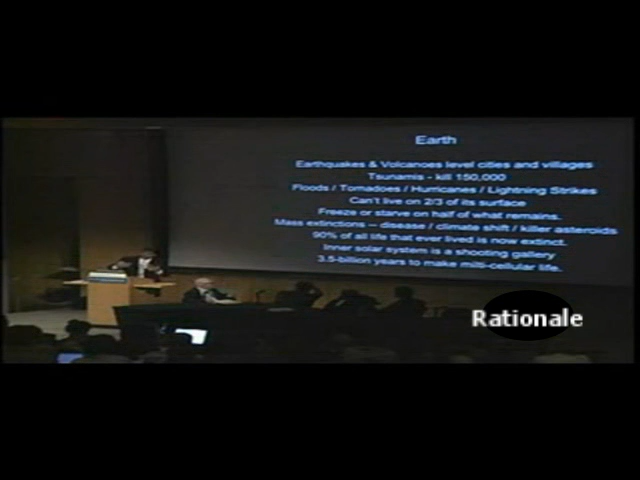 Earth
Earthquakes & Volcanoes level cities and villages
Tsunamis - kill 150,000
Floods / Tornadoes / Hurricanes / Lightning Strikes
Can't live on 2/3 of its surface
Freeze or starve on half of what remains.
Mass extinctions -- disease / climate shift / killer asteroids
90% of all life that ever lived is now extinct.
Inner solar system is a shooting gallery
3.5-billion years to make milti-cellular life.
Rationale